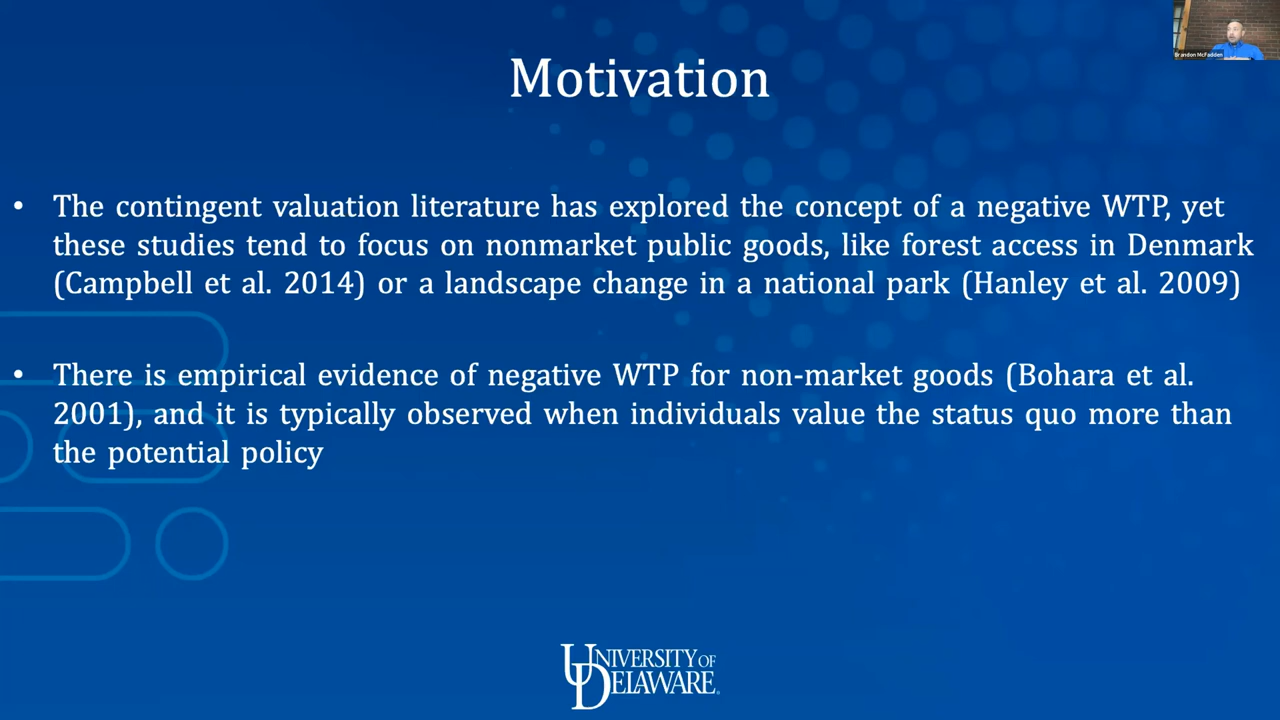 Brandon McFadden
Motivation
• The contingent valuation literature has explored the concept of a negative WTP, yet
these studies tend to focus on nonmarket public goods, like forest access in Denmark
(Campbell et al. 2014) or a landscape change in a national park (Hanley et al. 2009)
• There is empirical evidence of negative WTP for non-market goods (Bohara et al.
2001), and it is typically observed when individuals value the status quo more than
the potential policy
UNIVERSITY OF
DELAWARE.